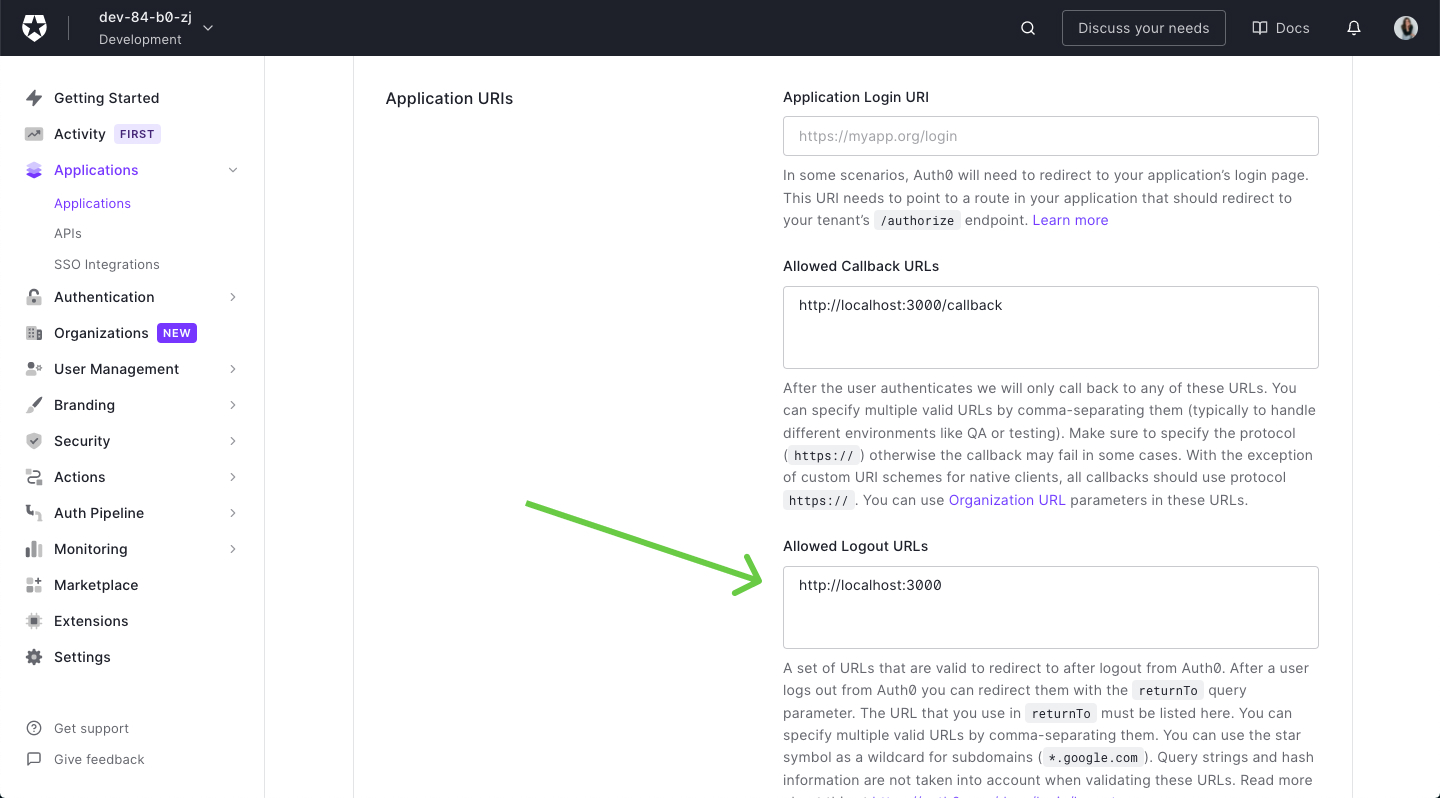 dev-84-b0-zj
Development
Discuss your needs
Docs
Getting Started
Activity FIRST
Applications
Applications
APIs
SSO Integrations
Authentication
Organizations NEW
User Management
Branding
Security
Actions
Auth Pipeline
Monitoring
Marketplace
Extensions
Settings
Get support
Give feedback
Application URIs
Application Login URI
https://myapp.org/login
In some scenarios, Auth0 will need to redirect to your application’s login page.
This URI needs to point to a route in your application that should redirect to
your tenant’s /authorize endpoint. Learn more
Allowed Callback URLs
http://localhost:3000/callback
After the user authenticates we will only call back to any of these URLs. You
can specify multiple valid URLs by comma-separating them (typically to handle
different environments like QA or testing). Make sure to specify the protocol
(https://) otherwise the callback may fail in some cases. With the exception
of custom URI schemes for native clients, all callbacks should use protocol
https://. You can use Organization URL parameters in these URLs.
Allowed Logout URLs
http://localhost:3000
A set of URLs that are valid to redirect to after logout from Auth0. After a user
logs out from Auth0 you can redirect them with the returnTo query
parameter. The URL that you use in returnTo must be listed here. You can
specify multiple valid URLs by comma-separating them. You can use the star
symbol as a wildcard for subdomains (*.google.com). Query strings and hash
information are not taken into account when validating these URLs. Read more